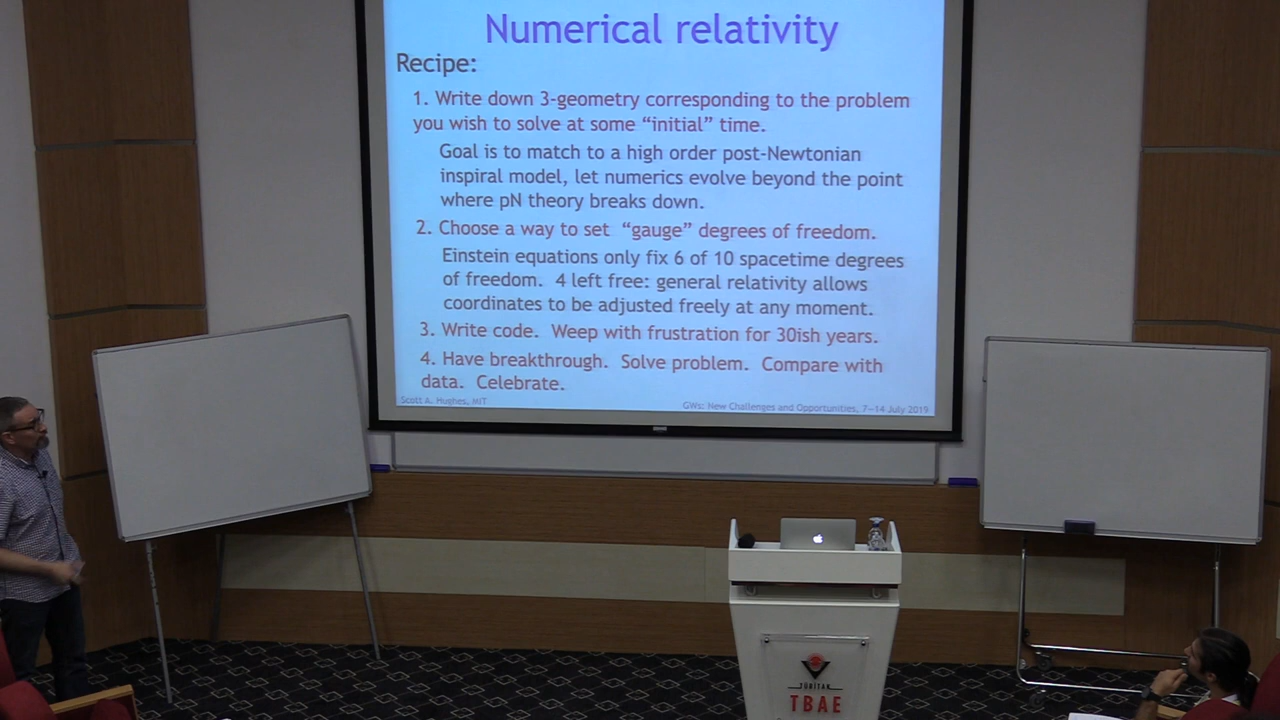 Numerical relativity
Recipe:
1. Write down 3-geometry corresponding to the problem
you wish to solve at some “initial” time.
Goal is to match to a high order post-Newtonian
inspiral model, let numerics evolve beyond the point
where pN theory breaks down.
2. Choose a way to set “gauge” degrees of freedom.
Einstein equations only fix 6 of 10 spacetime degrees
of freedom. 4 left free: general relativity allows
coordinates to be adjusted freely at any moment.
3. Write code. Weep with frustration for 30ish years.
4. Have breakthrough. Solve problem. Compare with
data. Celebrate.
Scott A. Hughes, MIT
GWs: New Challenges and Opportunities, 7—14 July 2019
TÜBİTAK
TBAE